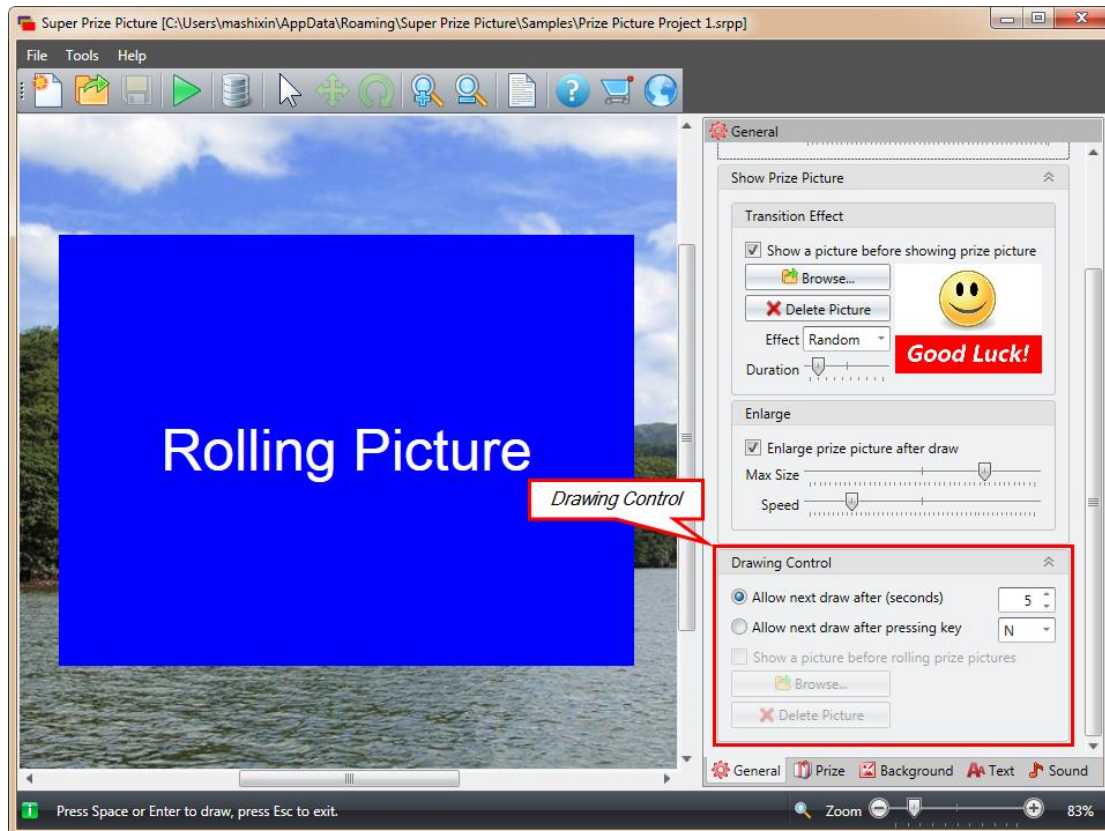 Super Prize Picture [C:\Users\mashixin\AppData\Roaming\Super Prize Picture\Samples\Prize Picture Project 1.srpp]
File Tools Help
General
Show Prize Picture
Transition Effect
Show a picture before showing prize picture
Browse...
Delete Picture
Effect Random
Good Luck!
Duration
Enlarge
Enlarge prize picture after draw
Max Size
Speed
Rolling Picture
Drawing Control
Drawing Control
Allow next draw after (seconds) 5
Allow next draw after pressing key N
Show a picture before rolling prize pictures
Browse...
Delete Picture
General Prize Background Text Sound
Press Space or Enter to draw, press Esc to exit.
Zoom 83%